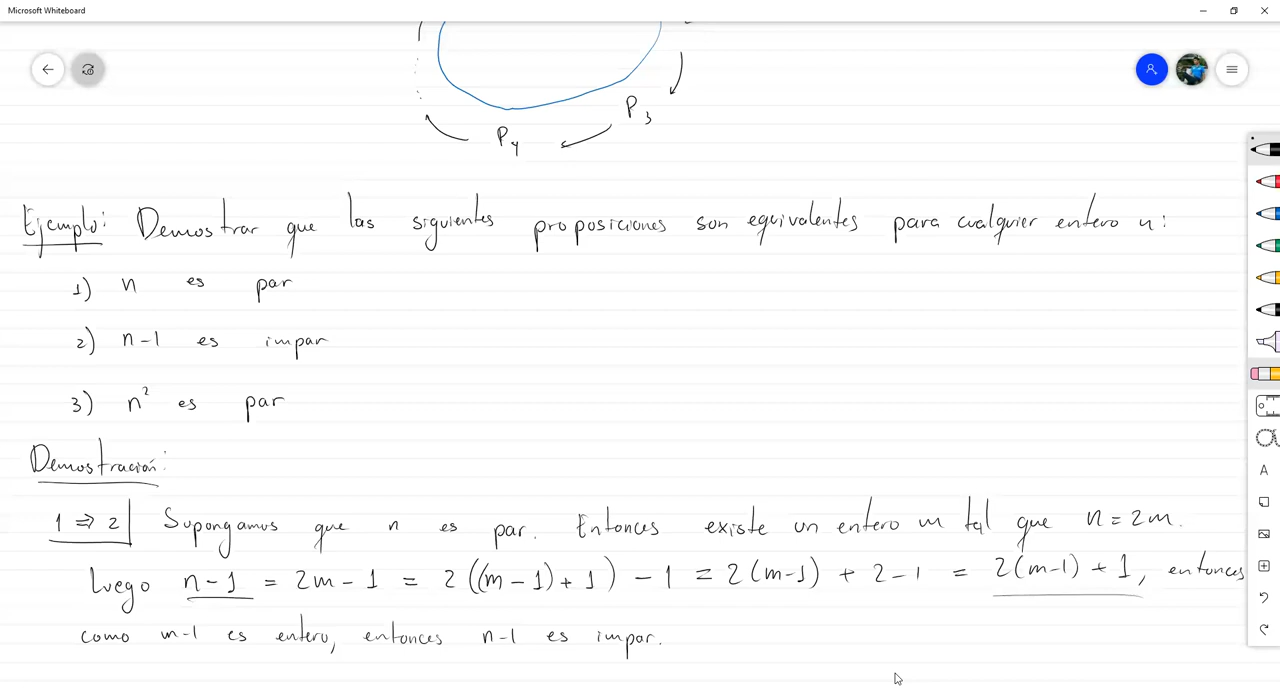 Microsoft Whiteboard
P3
P4
Ejemplo: Demostrar que las siguientes proposiciones son equivalentes para cualquier entero n:
1) n es par
2) n-1 es impar
3) n² es par
Demostración:
1 ⇒ 2 Supongamos que n es par. Entonces existe un entero m tal que n = 2m.
Luego n-1 = 2m-1 = 2((m-1)+1)-1 = 2(m-1)+2-1 = 2(m-1)+1, entonces
como m-1 es entero, entonces n-1 es impar.
A